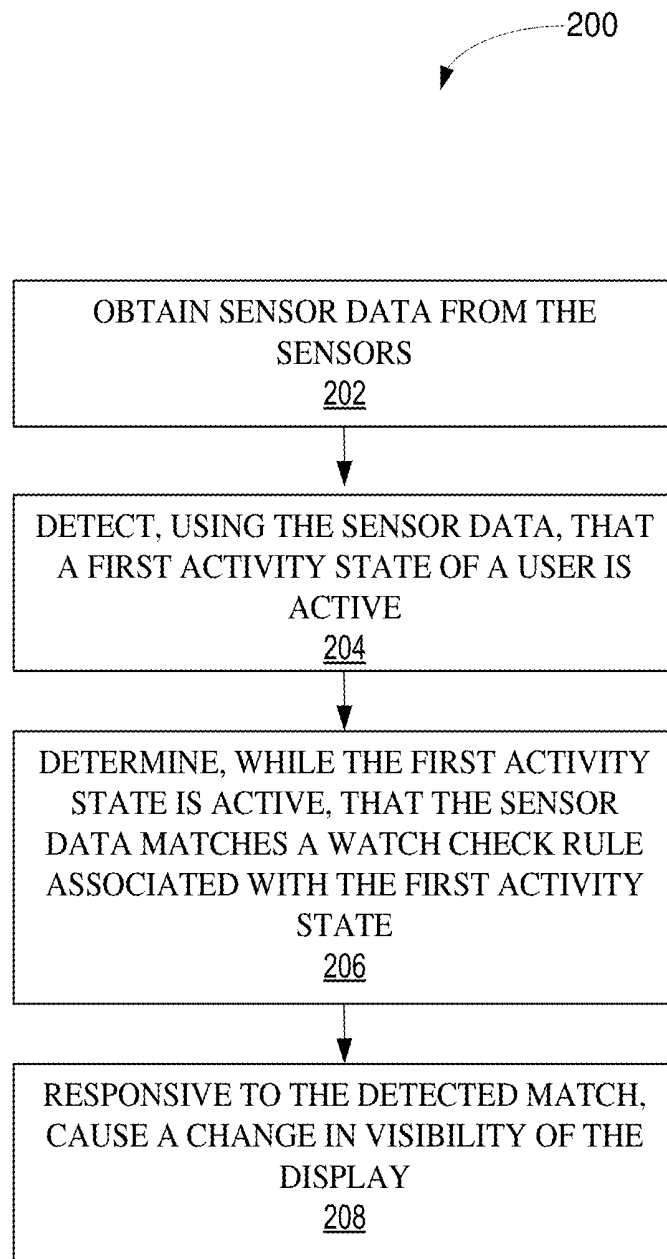 200
OBTAIN SENSOR DATA FROM THE
SENSORS
202
DETECT, USING THE SENSOR DATA, THAT
A FIRST ACTIVITY STATE OF A USER IS
ACTIVE
204
DETERMINE, WHILE THE FIRST ACTIVITY
STATE IS ACTIVE, THAT THE SENSOR
DATA MATCHES A WATCH CHECK RULE
ASSOCIATED WITH THE FIRST ACTIVITY
STATE
206
RESPONSIVE TO THE DETECTED MATCH,
CAUSE A CHANGE IN VISIBILITY OF THE
DISPLAY
208